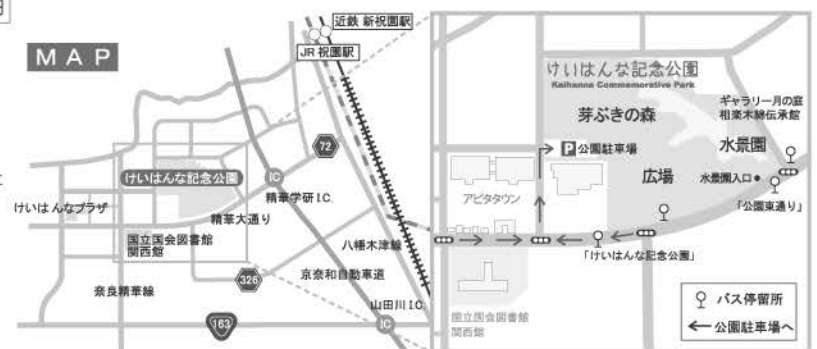 MAP
近鉄 新祝園駅
JR 祝園駅
72
けいはんな記念公園
IC
精華学研 I.C.
けいはんなプラザ
精華大通り
国立国会図書館
関西館
八幡木津線
326
京奈和自動車道
奈良精華線
山田川 I.C.
163
IC
けいはんな記念公園
Keihanna Commemorative Park
芽ぶきの森
ギャラリー月の庭
相楽木綿伝承館
水景園
P 公園駐車場
アピタタウン
広場
水景園入口
「公園東通り」
「けいはんな記念公園」
国立国会図書館
関西館
バス停留所
公園駐車場へ